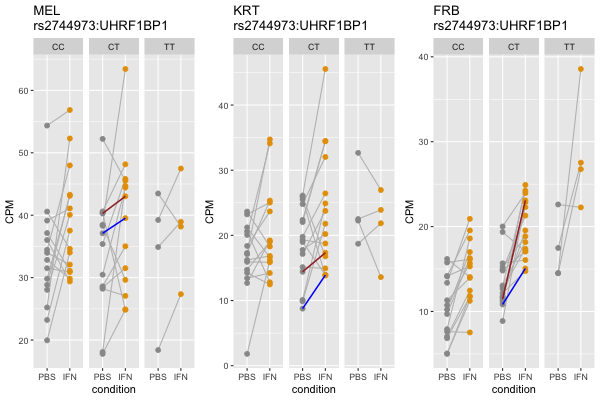 MEL
rs2744973:UHRF1BP1
CC CT TT
CPM
60
50
40
30
20
PBS IFN PBS IFN PBS IFN
condition
KRT
rs2744973:UHRF1BP1
CC CT TT
CPM
40
30
20
10
0
PBS IFN PBS IFN PBS IFN
condition
FRB
rs2744973:UHRF1BP1
CC CT TT
CPM
40
30
20
10
PBS IFN PBS IFN PBS IFN
condition